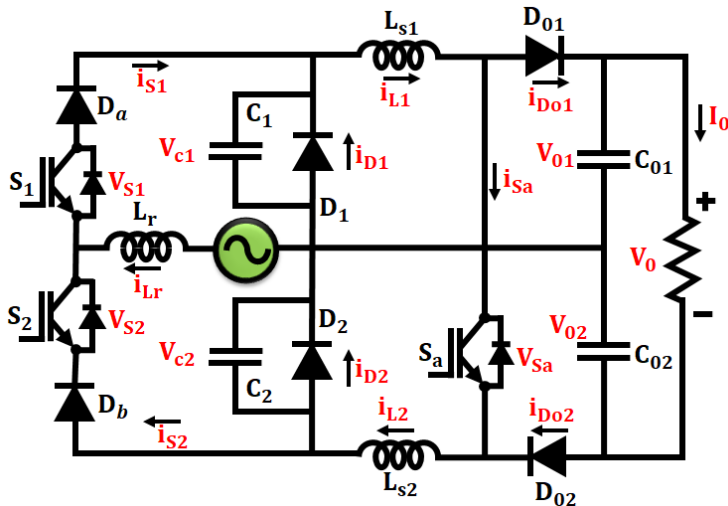 Ls1
D01
iS1
iL1
iDo1
Da
C1
I0
Vc1
iD1
V01
C01
S1
VS1
iSa
D1
+
Lr
V0
iLr
S2
VS2
D2
V02
Vc2
Sa
VSa
C02
C2
iD2
Db
iL2
iDo2
iS2
Ls2
D02